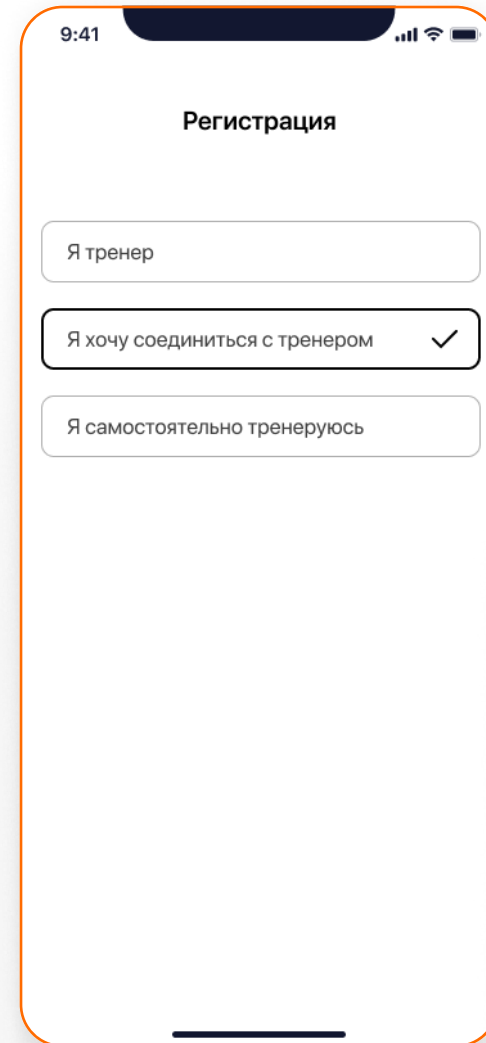 9:41
Регистрация
Я тренер
Я хочу соединиться с тренером
Я самостоятельно тренеруюсь